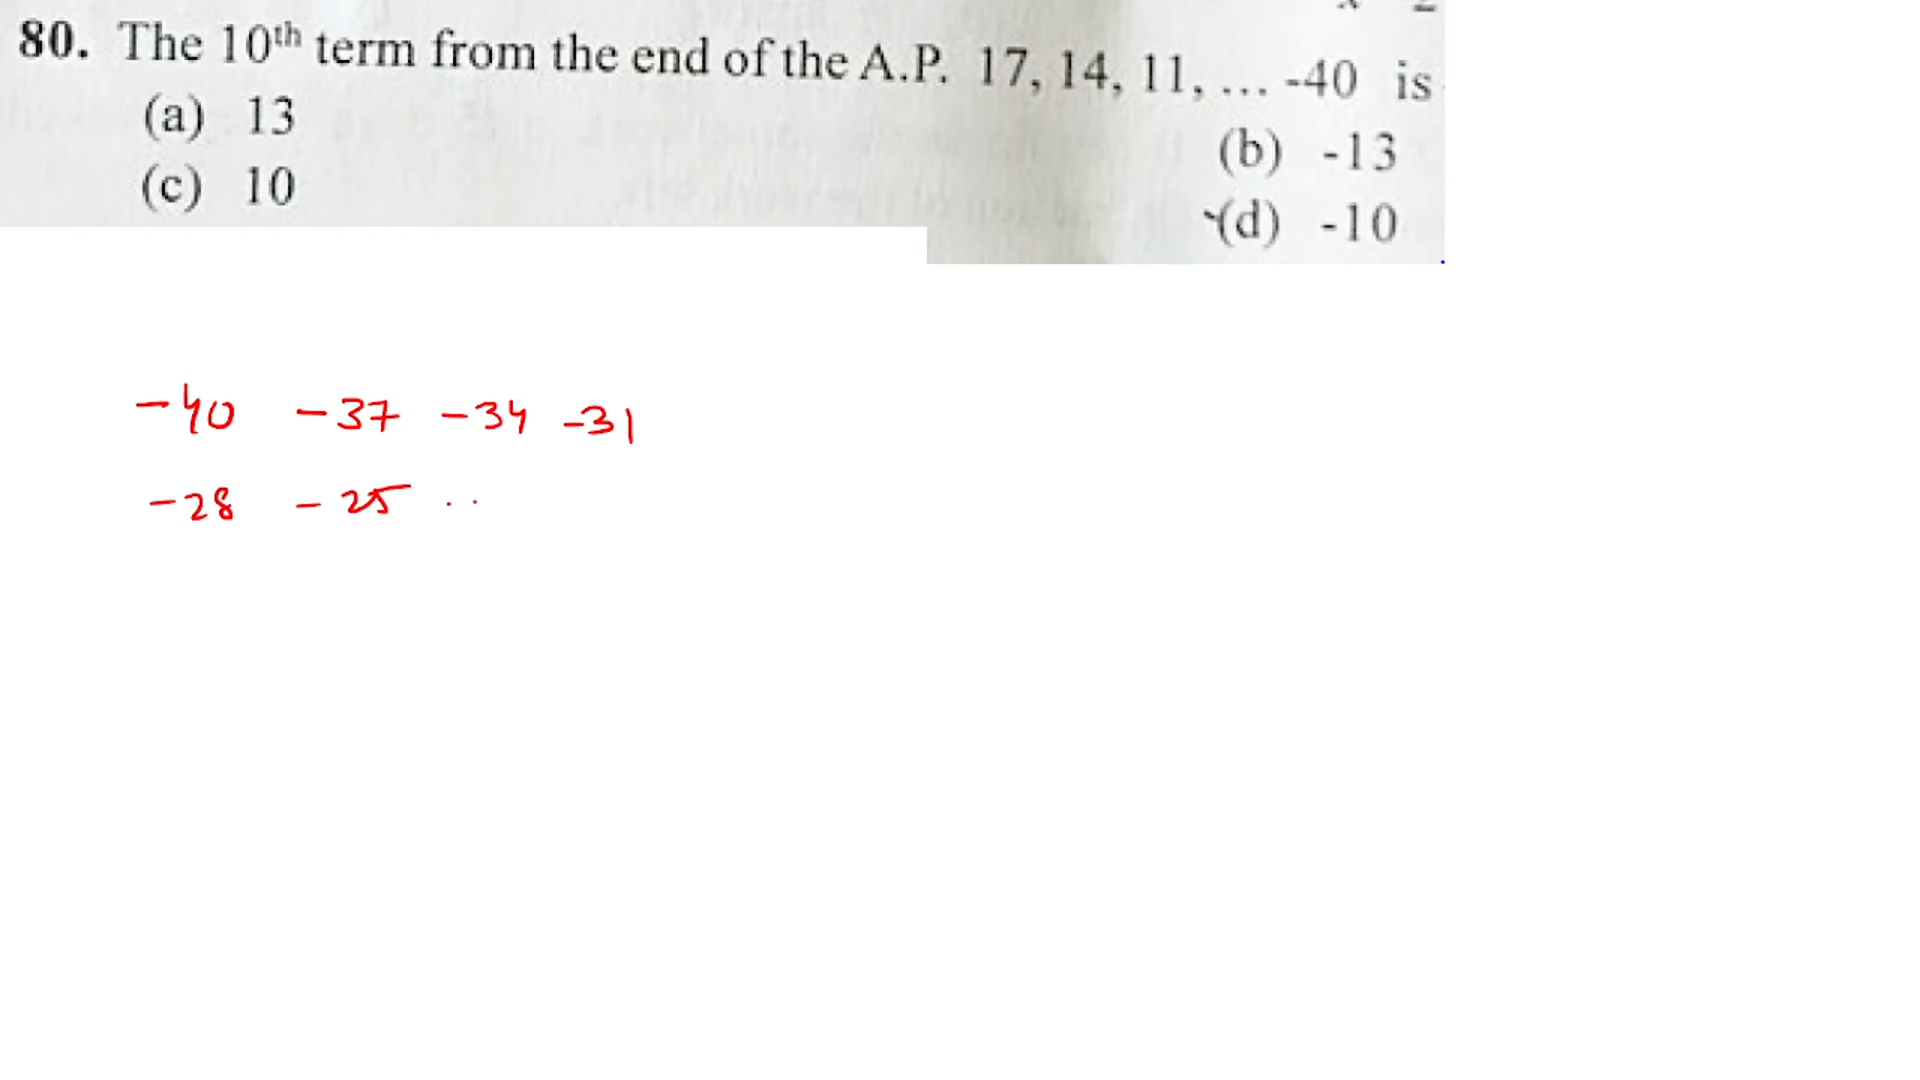 80. The 10th term from the end of the A.P. 17, 14, 11, ... -40 is
(a) 13
(b) -13
(c) 10
(d) -10
-40 -37 -34 -31
-28 -25 ..